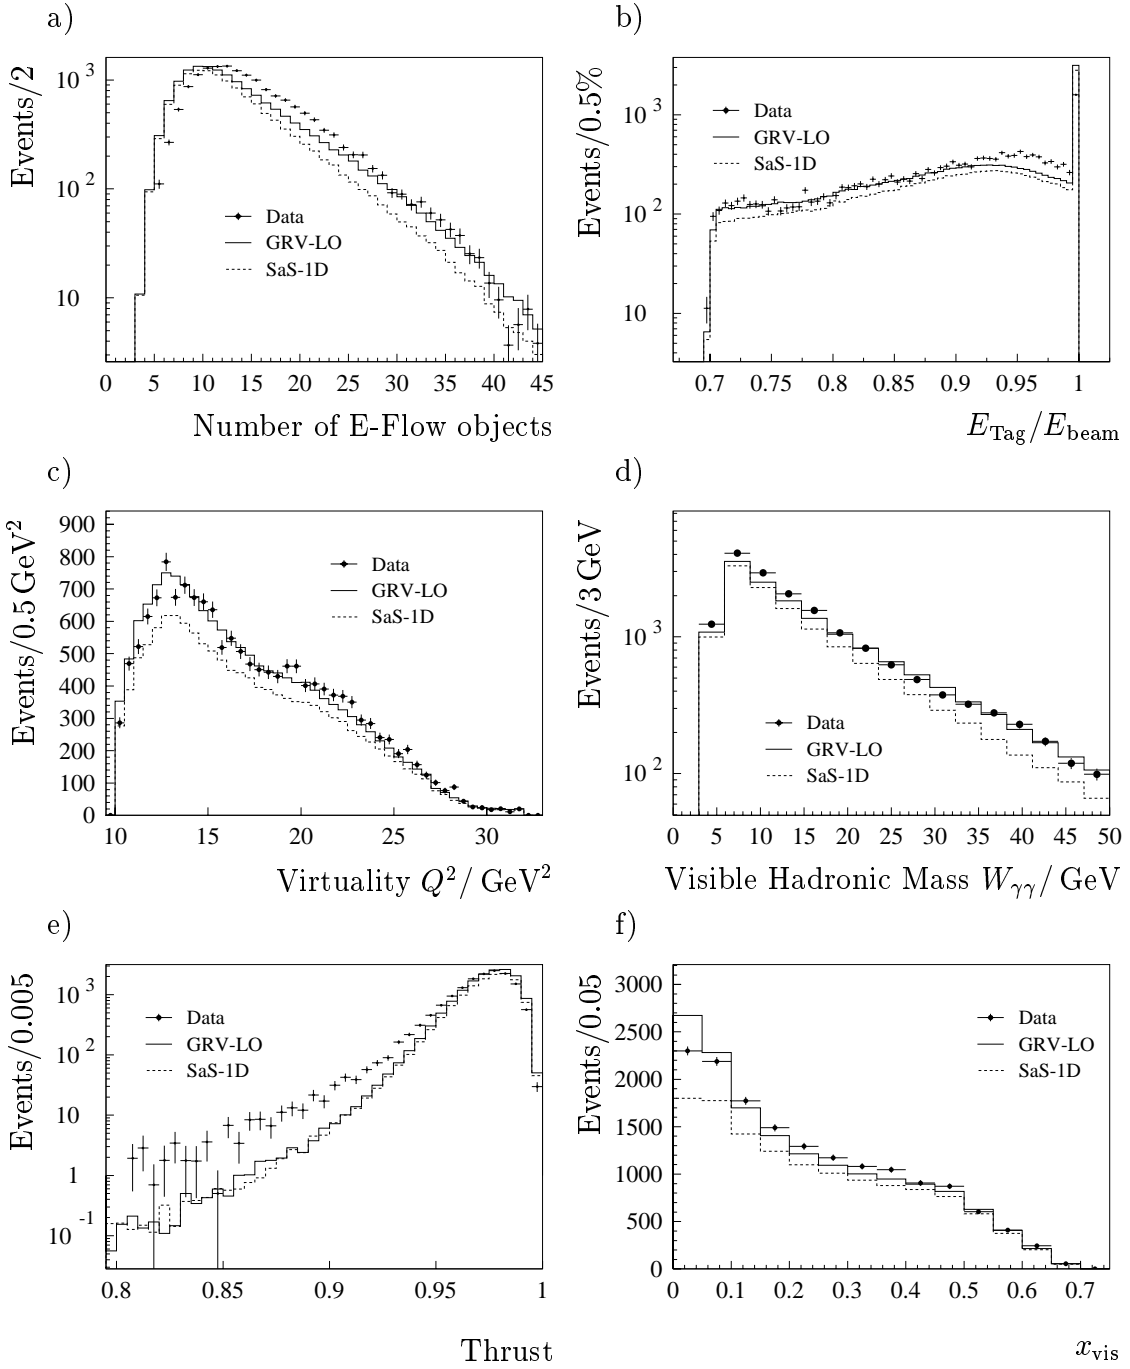 a)
Events/2
10³
10²
10
Data
GRV-LO
SaS-1D
0 5 10 15 20 25 30 35 40 45
Number of E-Flow objects
b)
Events/0.5%
10³
10²
10
Data
GRV-LO
SaS-1D
0.7 0.75 0.8 0.85 0.9 0.95 1
E_Tag/E_beam
c)
Events/0.5 GeV²
900
800
700
600
500
400
300
200
100
0
Data
GRV-LO
SaS-1D
10 15 20 25 30
Virtuality Q²/ GeV²
d)
Events/3 GeV
10³
10²
Data
GRV-LO
SaS-1D
0 5 10 15 20 25 30 35 40 45 50
Visible Hadronic Mass W_γγ/ GeV
e)
Events/0.005
10³
10²
10
1
10⁻¹
Data
GRV-LO
SaS-1D
0.8 0.85 0.9 0.95 1
Thrust
f)
Events/0.05
3000
2500
2000
1500
1000
500
0
Data
GRV-LO
SaS-1D
0 0.1 0.2 0.3 0.4 0.5 0.6 0.7
x_vis